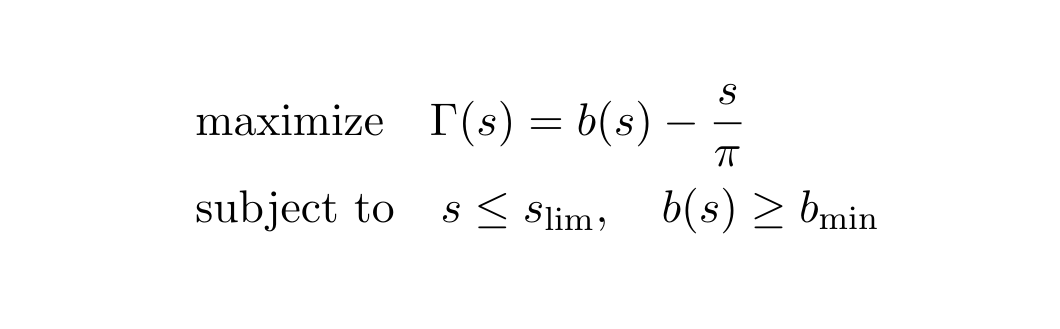 maximize Γ(s) = b(s) − s/π
subject to s ≤ s_lim, b(s) ≥ b_min